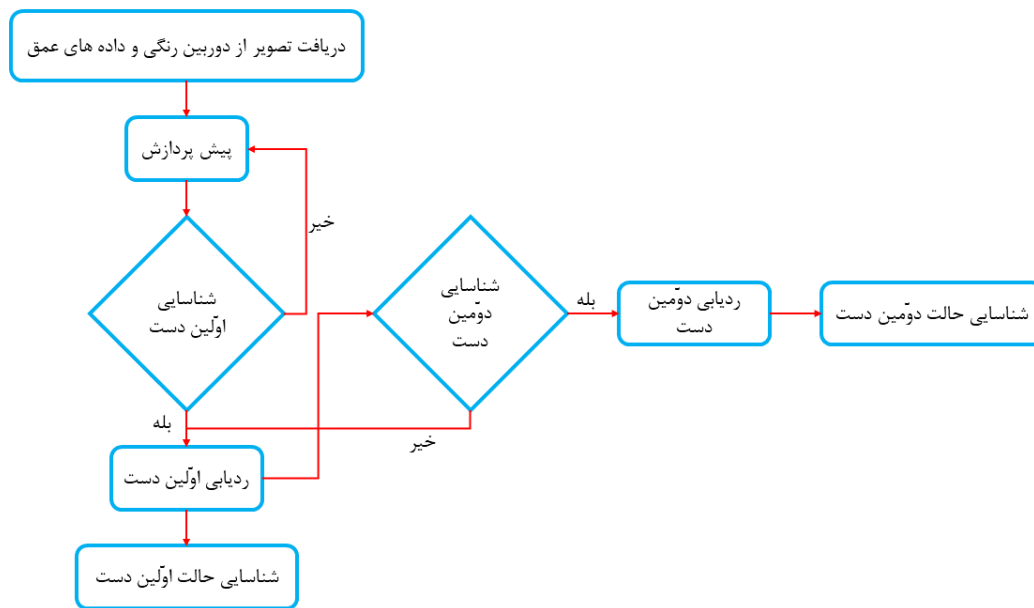 دریافت تصویر از دوربین رنگی و داده های عمق
پیش پردازش
خیر
شناسایی
اوّلین دست
بله
ردیابی اوّلین دست
شناسایی حالت اوّلین دست
شناسایی
دوّمین
دست
خیر
بله
ردیابی دوّمین
دست
شناسایی حالت دوّمین دست